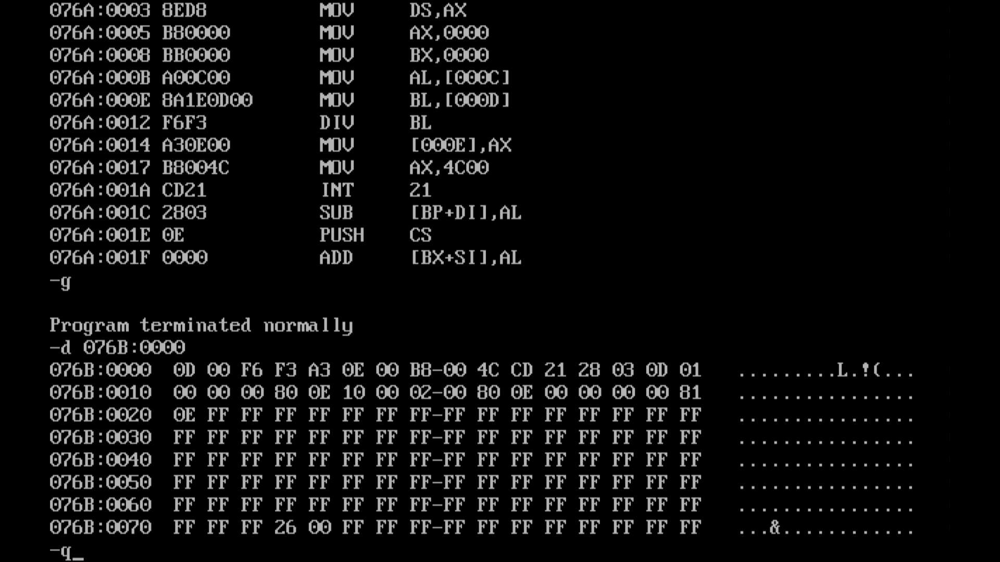 076A:0003 8ED8          MOV     DS,AX
076A:0005 B80000        MOV     AX,0000
076A:0008 BB0000        MOV     BX,0000
076A:000B A00C00        MOV     AL,[000C]
076A:000E 8A1E0D00      MOV     BL,[000D]
076A:0012 F6F3          DIV     BL
076A:0014 A30E00        MOV     [000E],AX
076A:0017 B8004C        MOV     AX,4C00
076A:001A CD21          INT     21
076A:001C 2803          SUB     [BP+DI],AL
076A:001E 0E            PUSH    CS
076A:001F 0000          ADD     [BX+SI],AL
-g
Program terminated normally
-d 076B:0000
076B:0000  0D 00 F6 F3 A3 0E 00 B8-00 4C CD 21 28 03 0D 01   .........L.!(...
076B:0010  00 00 00 80 0E 10 00 02-00 80 0E 00 00 00 00 81   ................
076B:0020  0E FF FF FF FF FF FF FF-FF FF FF FF FF FF FF FF   ................
076B:0030  FF FF FF FF FF FF FF FF-FF FF FF FF FF FF FF FF   ................
076B:0040  FF FF FF FF FF FF FF FF-FF FF FF FF FF FF FF FF   ................
076B:0050  FF FF FF FF FF FF FF FF-FF FF FF FF FF FF FF FF   ................
076B:0060  FF FF FF FF FF FF FF FF-FF FF FF FF FF FF FF FF   ................
076B:0070  FF FF FF 26 00 FF FF FF-FF FF FF FF FF FF FF FF   ...&............
-q_